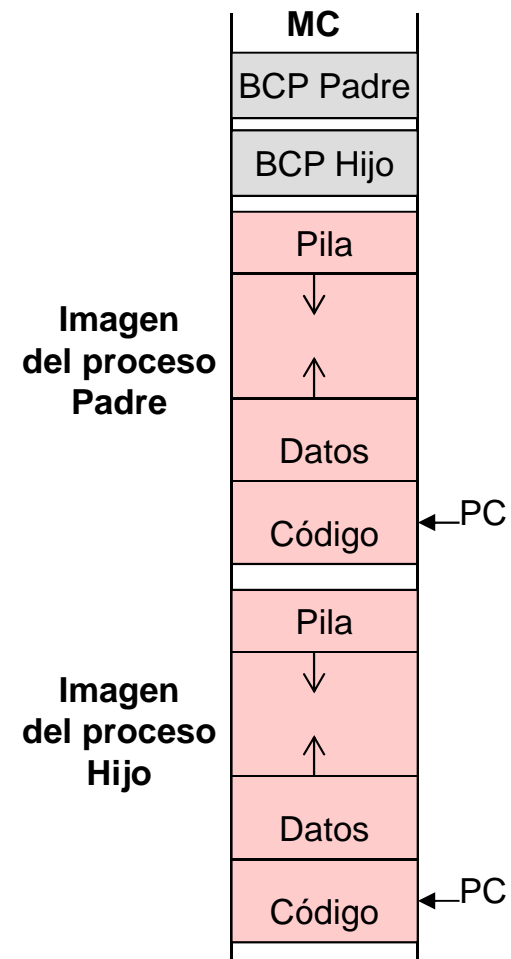 MC
BCP Padre
BCP Hijo
Pila
Imagen
del proceso
Padre
Datos
Código
PC
Pila
Imagen
del proceso
Hijo
Datos
Código
PC